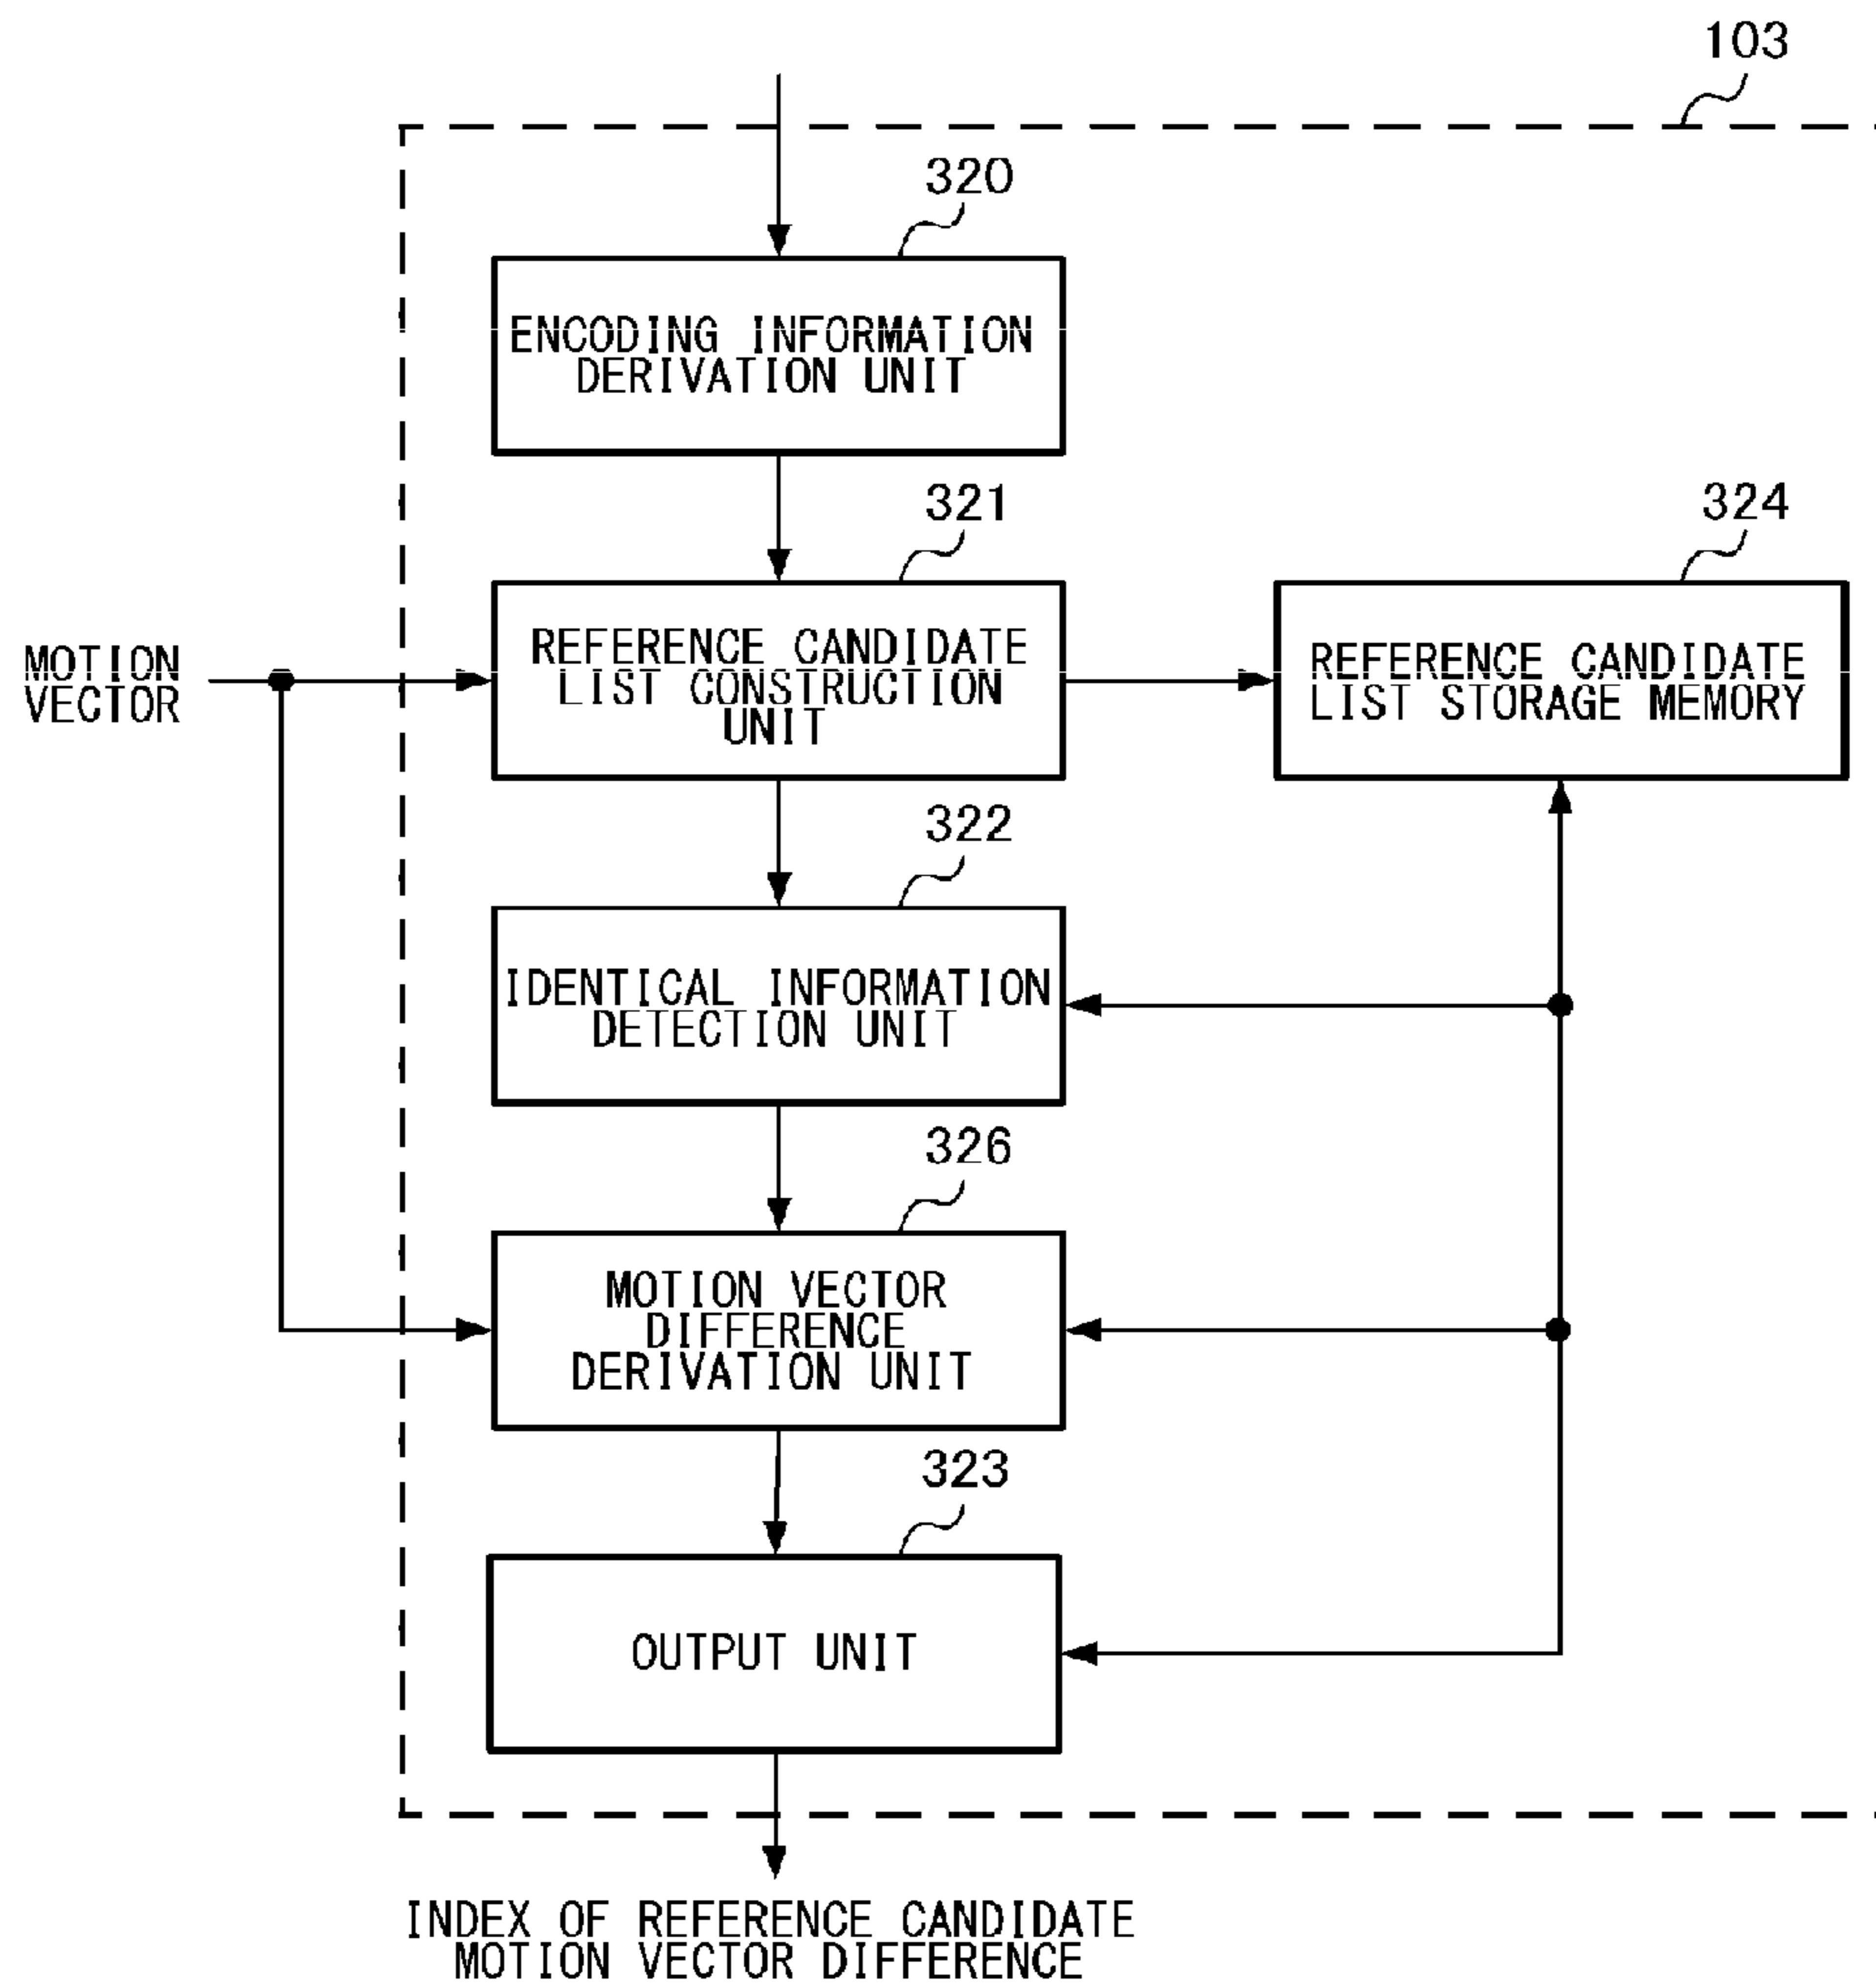 103
320
ENCODING INFORMATION
DERIVATION UNIT
321
324
MOTION
VECTOR
REFERENCE CANDIDATE
LIST CONSTRUCTION
UNIT
REFERENCE CANDIDATE
LIST STORAGE MEMORY
322
IDENTICAL INFORMATION
DETECTION UNIT
326
MOTION VECTOR
DIFFERENCE
DERIVATION UNIT
323
OUTPUT UNIT
INDEX OF REFERENCE CANDIDATE
MOTION VECTOR DIFFERENCE